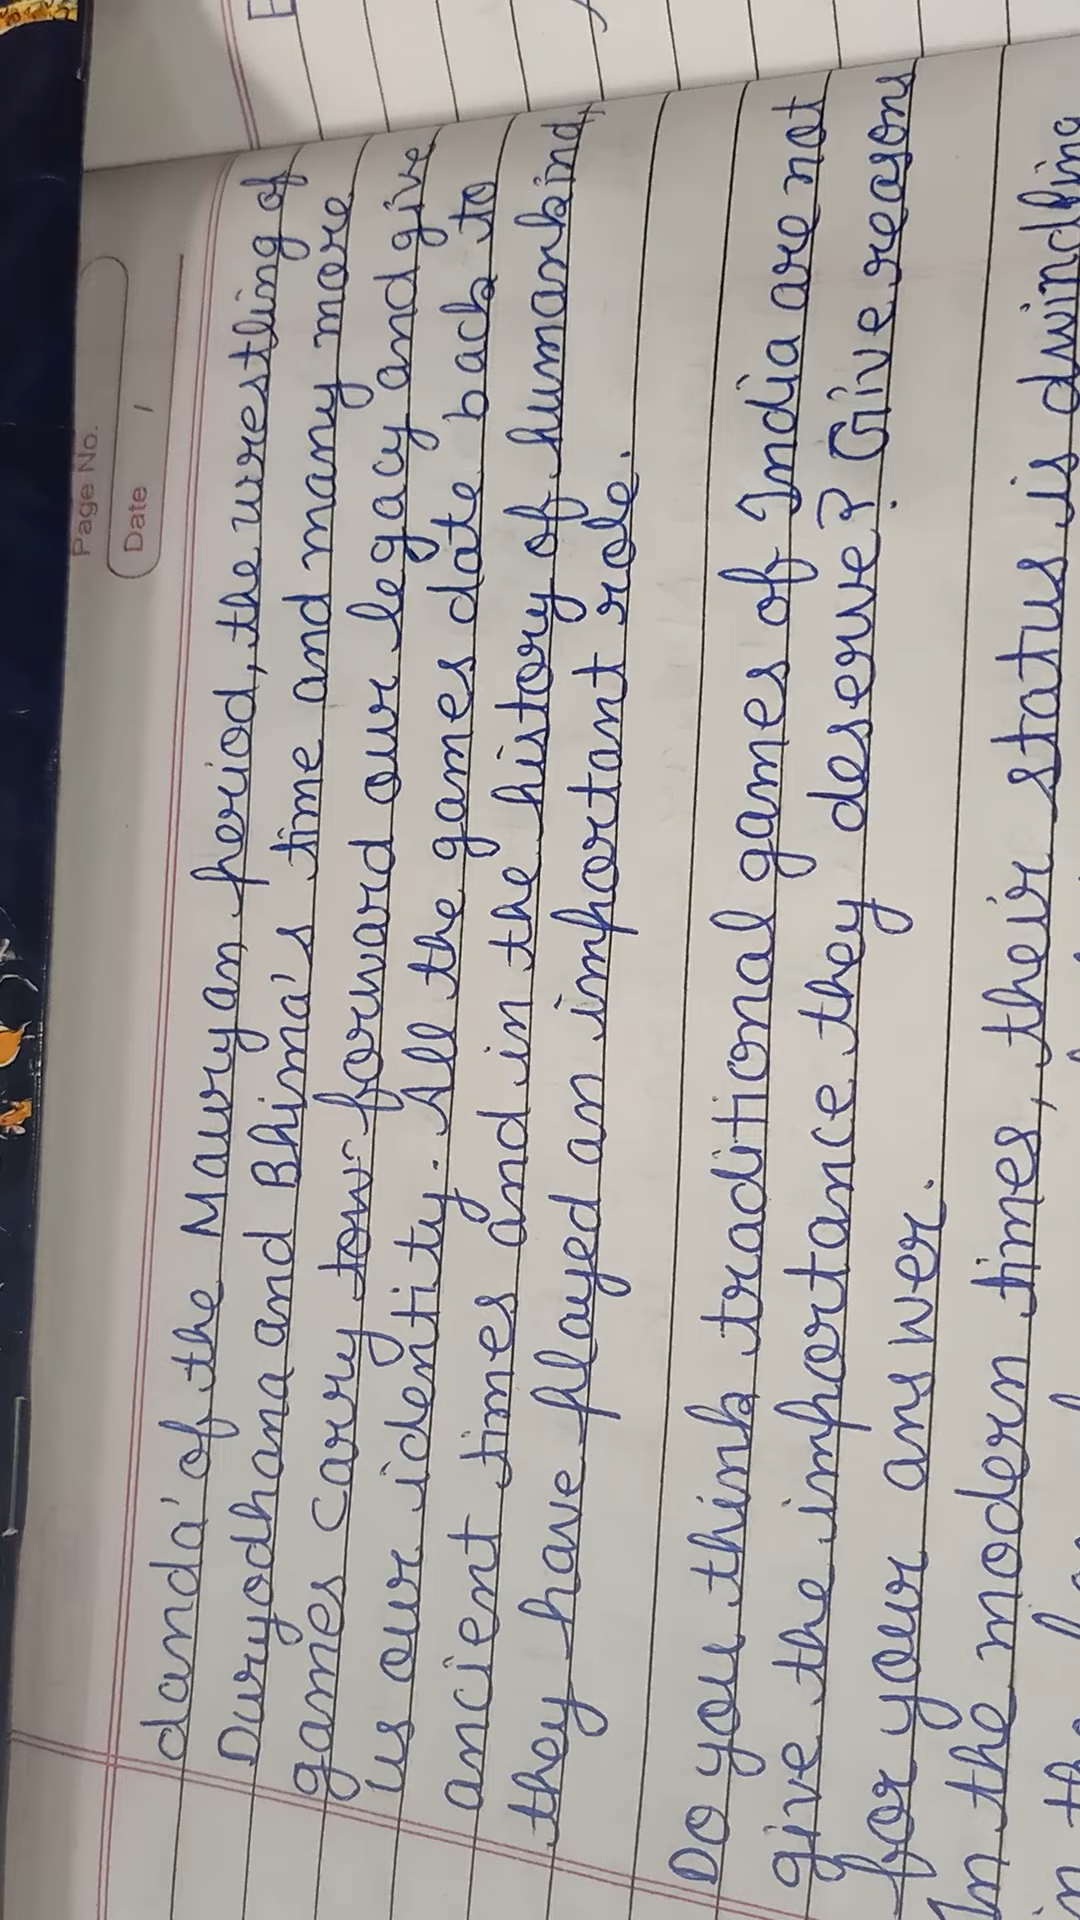 Page No.
Date /
danda' of the Mauryan period, the wrestling of
Duryodhana and Bhima's time and many more
games carry tow forward our legacy and give
us our identity. All the games date back to
ancient times and in the history of humankind,
they have played an important role.
Do you think traditional games of India are not
give the importance they deserve? Give reasons
for your answer.
In the modern times, their status is dwindling
in the